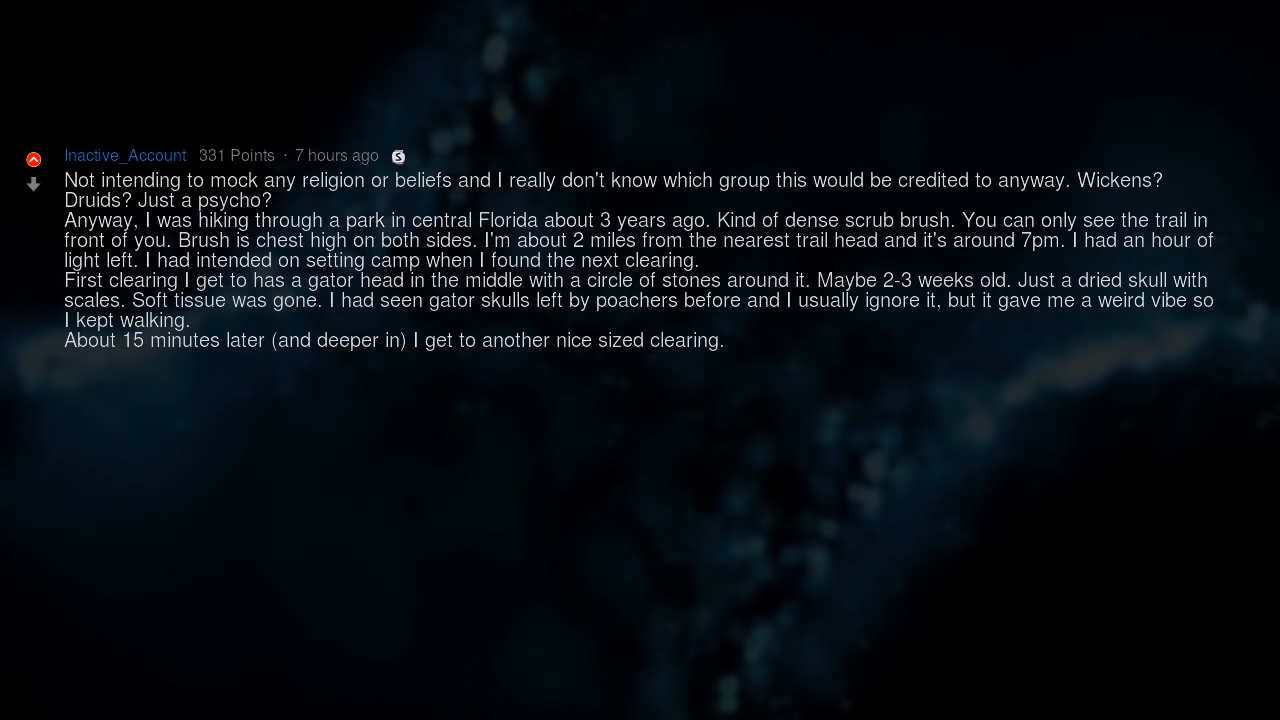 Inactive_Account 331 Points · 7 hours ago
Not intending to mock any religion or beliefs and I really don't know which group this would be credited to anyway. Wickens?
Druids? Just a psycho?
Anyway, I was hiking through a park in central Florida about 3 years ago. Kind of dense scrub brush. You can only see the trail in
front of you. Brush is chest high on both sides. I'm about 2 miles from the nearest trail head and it's around 7pm. I had an hour of
light left. I had intended on setting camp when I found the next clearing.
First clearing I get to has a gator head in the middle with a circle of stones around it. Maybe 2-3 weeks old. Just a dried skull with
scales. Soft tissue was gone. I had seen gator skulls left by poachers before and I usually ignore it, but it gave me a weird vibe so
I kept walking.
About 15 minutes later (and deeper in) I get to another nice sized clearing.